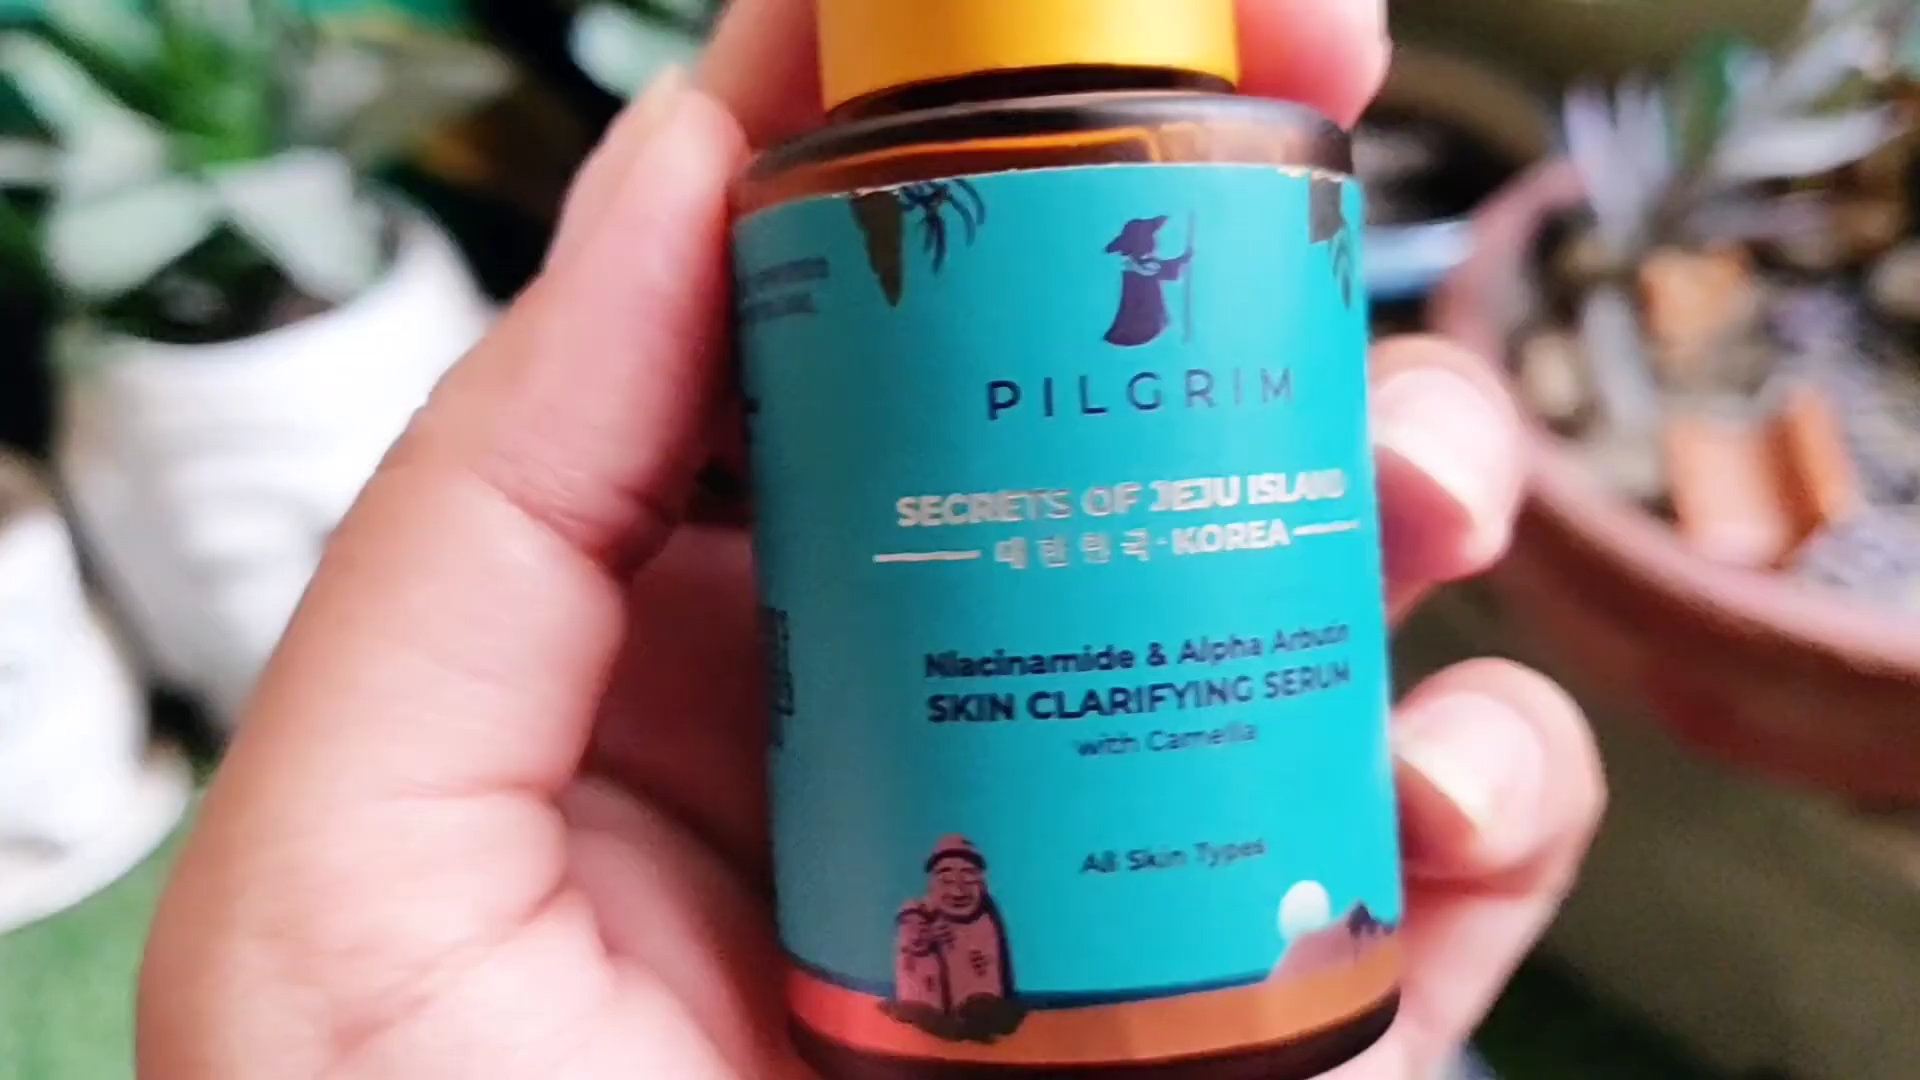 PILGRIM
SECRETS OF JEJU ISLAND
대한민국·KOREA
Niacinamide & Alpha Arbutin
SKIN CLARIFYING SERUM
with Camellia
All Skin Types